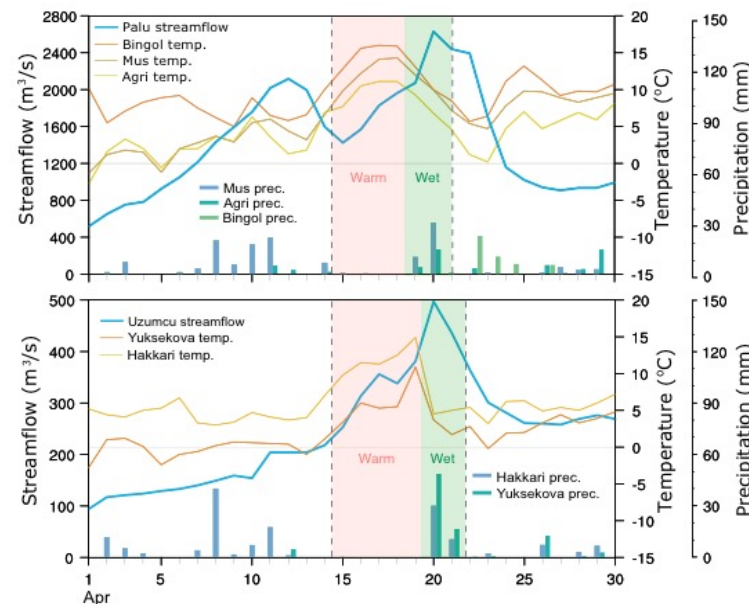 2800
2400
2000
1600
1200
800
400
0
Streamflow (m³/s)
Palu streamflow
Bingol temp.
Mus temp.
Agri temp.
Warm
Wet
Mus prec.
Agri prec.
Bingol prec.
20
15
10
5
0
-5
-10
-15
Temperature (°C)
150
120
90
60
30
0
Precipitation (mm)
500
400
300
200
100
0
Streamflow (m³/s)
Uzumcu streamflow
Yuksekova temp.
Hakkari temp.
Warm
Wet
Hakkari prec.
Yuksekova prec.
20
15
10
5
0
-5
-10
-15
Temperature (°C)
150
120
90
60
30
0
Precipitation (mm)
1 5 10 15 20 25 30
Apr